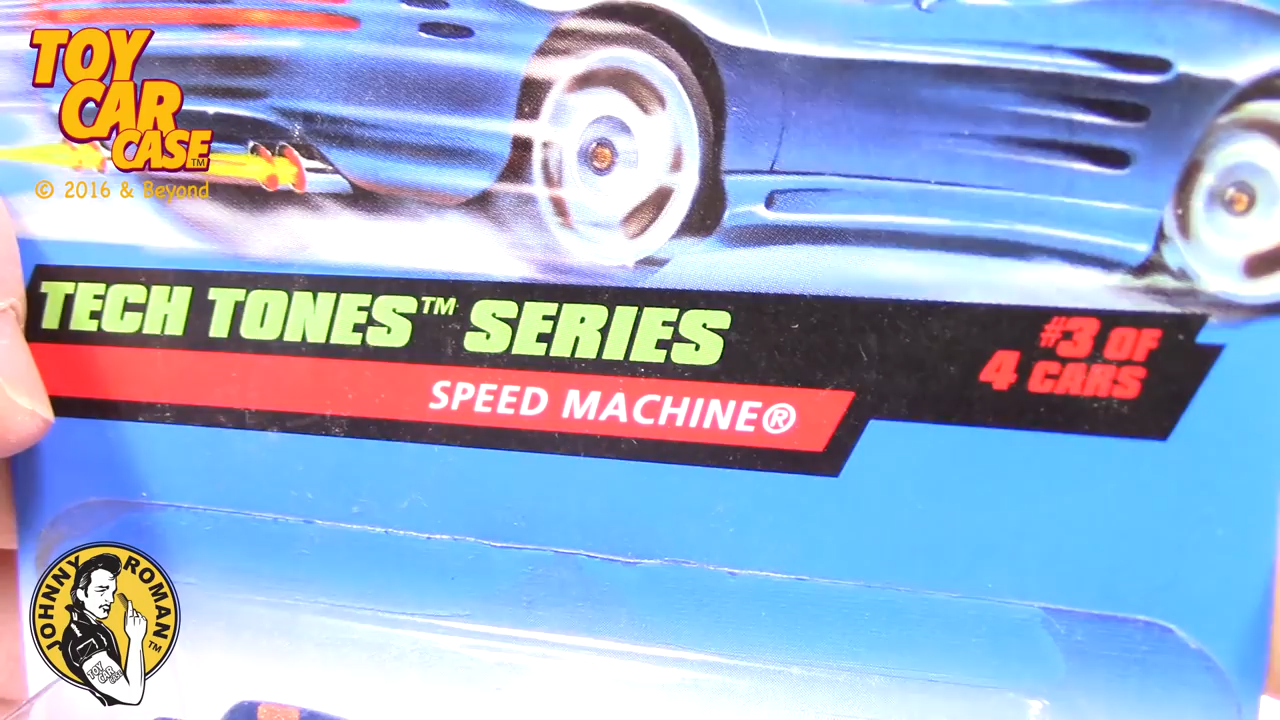 TOY
CAR
CASE™
© 2016 & Beyond
TECH TONES™ SERIES
#3 OF
4 CARS
SPEED MACHINE®
JOHNNY ROMAN™
TOY
CAR
CASE